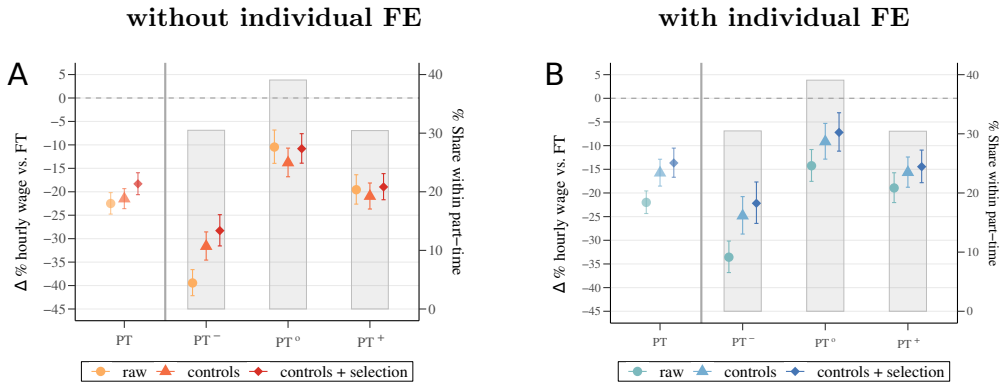 without individual FE
with individual FE
A
Δ % hourly wage vs. FT
5
0
−5
−10
−15
−20
−25
−30
−35
−40
−45
40
30
20
10
0
% Share within part−time
PT
PT −
PT o
PT +
raw
controls
controls + selection
B
Δ % hourly wage vs. FT
5
0
−5
−10
−15
−20
−25
−30
−35
−40
−45
40
30
20
10
0
% Share within part−time
PT
PT −
PT o
PT +
raw
controls
controls + selection